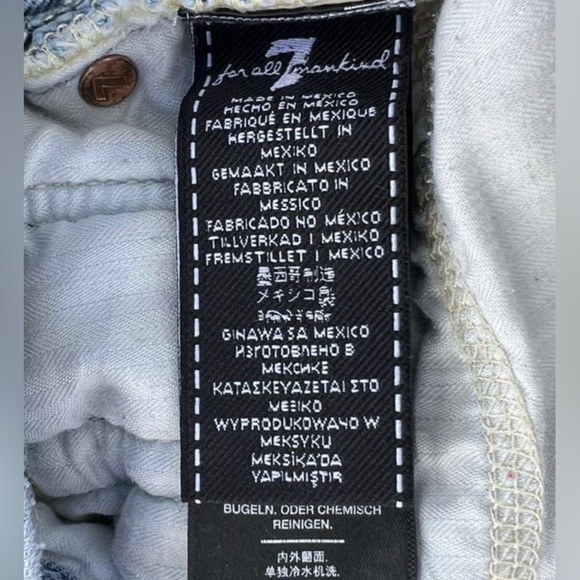 7
for all mankind
MADE IN MEXICO
HECHO EN MÉXICO
FABRIQUÉ EN MEXIQUE
HERGESTELLT IN
MEXIKO
GEMAAKT IN MEXICO
FABBRICATO IN
MESSICO
FABRICADO NO MÉXICO
TILLVERKAD I MEXIKO
FREMSTILLET I MEXICO
墨西哥制造
メキシコ製
GINAWA SA MEXICO
ИЗГОТОВЛЕНО В
МЕКСИКЕ
ΚΑΤΑΣΚΕΥΑΖΕΤΑΙ ΣΤΟ
ΜΕΞΙΚΟ
WYPRODUKOWANO W
MEKSYKU
MEKSİKA'DA
YAPILMIŞTIR
BUGELN. ODER CHEMISCH
REINIGEN.
内外翻面.
单独冷水机洗.